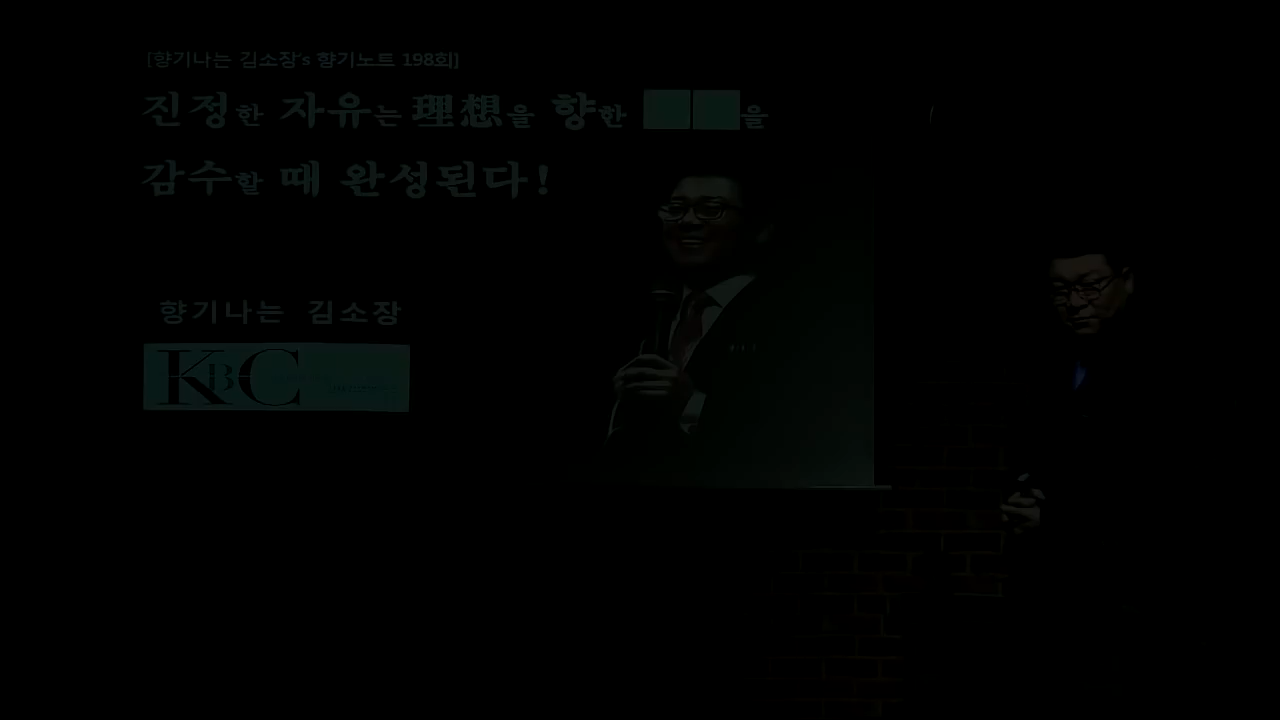 [향기나는 김소장's 향기노트 198회]
진정한 자유는 理想을 향한 을
감수할 때 완성된다!
향기나는 김소장
KBC